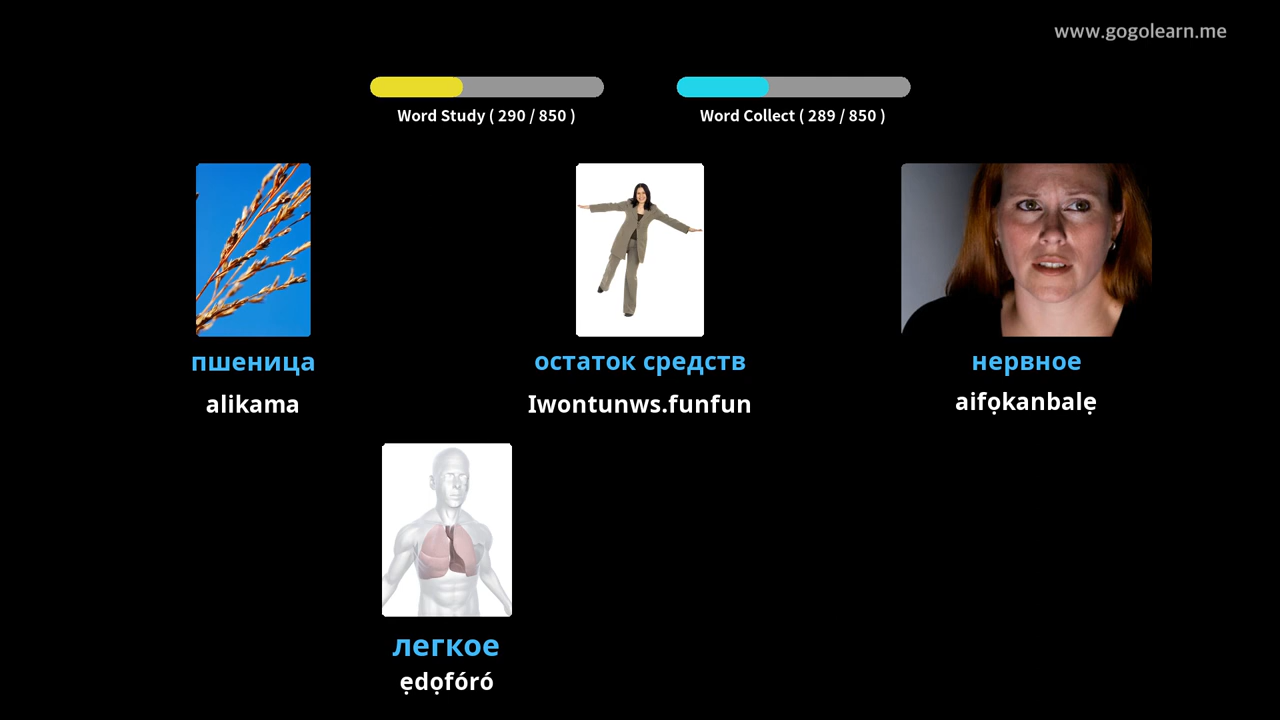 www.gogolearn.me
Word Study ( 290 / 850 )
Word Collect ( 289 / 850 )
пшеница
alikama
остаток средств
Iwontunws.funfun
нервное
aifọkanbalẹ
легкое
ẹdọfóró